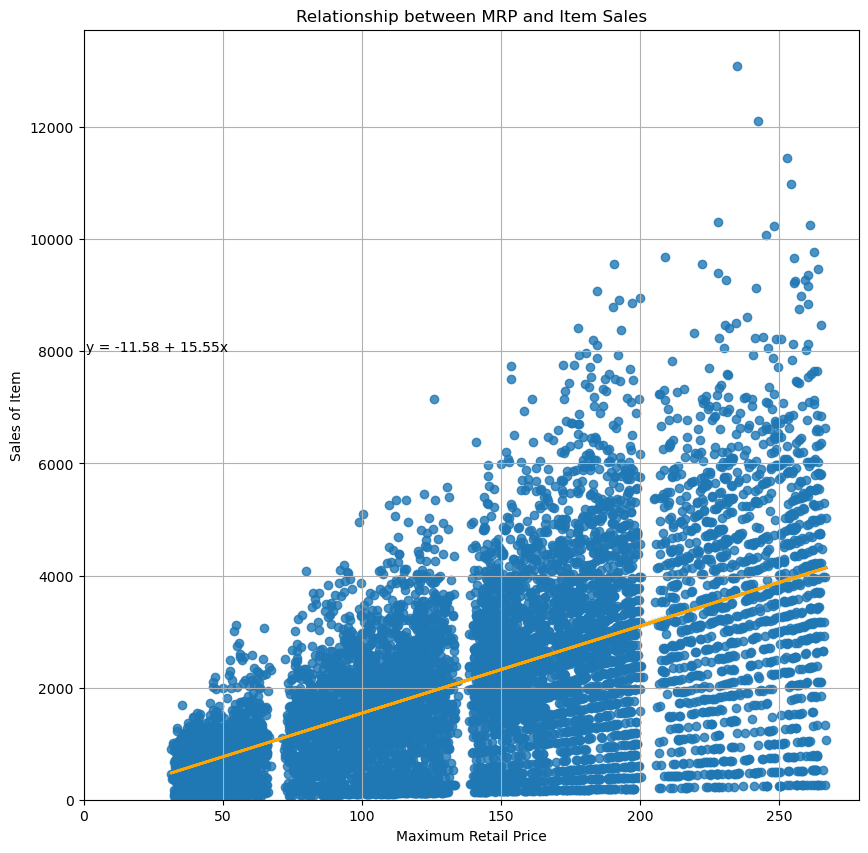 Relationship between MRP and Item Sales
12000
10000
8000
6000
4000
2000
0
Sales of Item
y = -11.58 + 15.55x
0 50 100 150 200 250
Maximum Retail Price